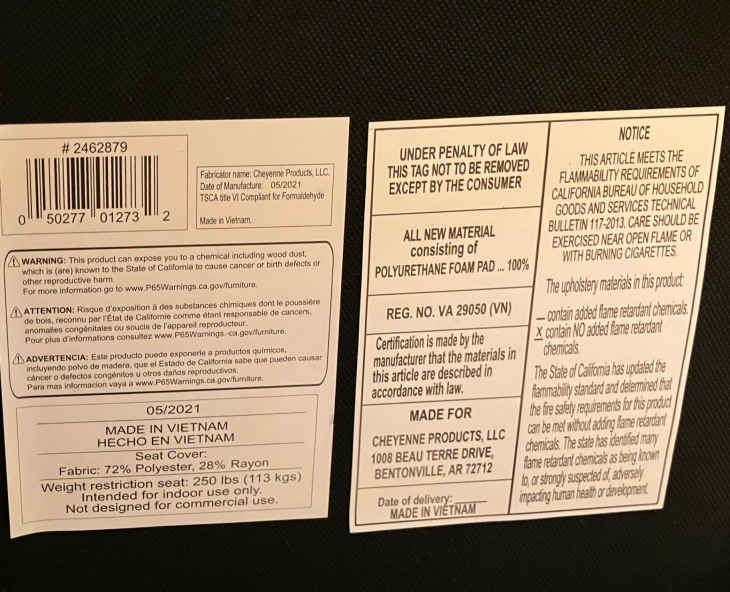 # 2462879
0 50277 01273 2
Fabricator name: Cheyenne Products, LLC.
Date of Manufacture: 05/2021
TSCA title VI Compliant for Formaldehyde
Made in Vietnam.
WARNING: This product can expose you to a chemical including wood dust,
which is (are) known to the State of California to cause cancer or birth defects or
other reproductive harm.
For more information go to www.P65Warnings.ca.gov/furniture.
ATTENTION: Risque d'exposition à des substances chimiques dont le poussière
de bois, reconnu par l'État de Californie comme étant responsable de cancers,
anomalies congénitales ou soucis de l'appareil reproducteur.
Pour plus d'informations consultez www.P65Warnings.-ca.gov/furniture.
ADVERTENCIA: Este producto puede exponerle a productos químicos,
incluyendo polvo de madera, que el Estado de California sabe que pueden causar
cáncer o defectos congénitos u otros daños reproductivos.
Para mas informacion vaya a www.P65Warnings.ca.gov/furniture.
05/2021
MADE IN VIETNAM
HECHO EN VIETNAM
Seat Cover:
Fabric: 72% Polyester, 28% Rayon
Weight restriction seat: 250 lbs (113 kgs)
Intended for indoor use only.
Not designed for commercial use.
UNDER PENALTY OF LAW
THIS TAG NOT TO BE REMOVED
EXCEPT BY THE CONSUMER
ALL NEW MATERIAL
consisting of
POLYURETHANE FOAM PAD ... 100%
REG. NO. VA 29050 (VN)
Certification is made by the
manufacturer that the materials in
this article are described in
accordance with law.
MADE FOR
CHEYENNE PRODUCTS, LLC
1008 BEAU TERRE DRIVE,
BENTONVILLE, AR 72712
Date of delivery:
MADE IN VIETNAM
NOTICE
THIS ARTICLE MEETS THE
FLAMMABILITY REQUIREMENTS OF
CALIFORNIA BUREAU OF HOUSEHOLD
GOODS AND SERVICES TECHNICAL
BULLETIN 117-2013. CARE SHOULD BE
EXERCISED NEAR OPEN FLAME OR
WITH BURNING CIGARETTES.
The upholstery materials in this product:
__ contain added flame retardant chemicals.
X contain NO added flame retardant
chemicals.
The State of California has updated the
flammability standard and determined that
the fire safety requirements for this product
can be met without adding flame retardant
chemicals. The state has identified many
flame retardant chemicals as being known
to, or strongly suspected of, adversely
impacting human health or development.